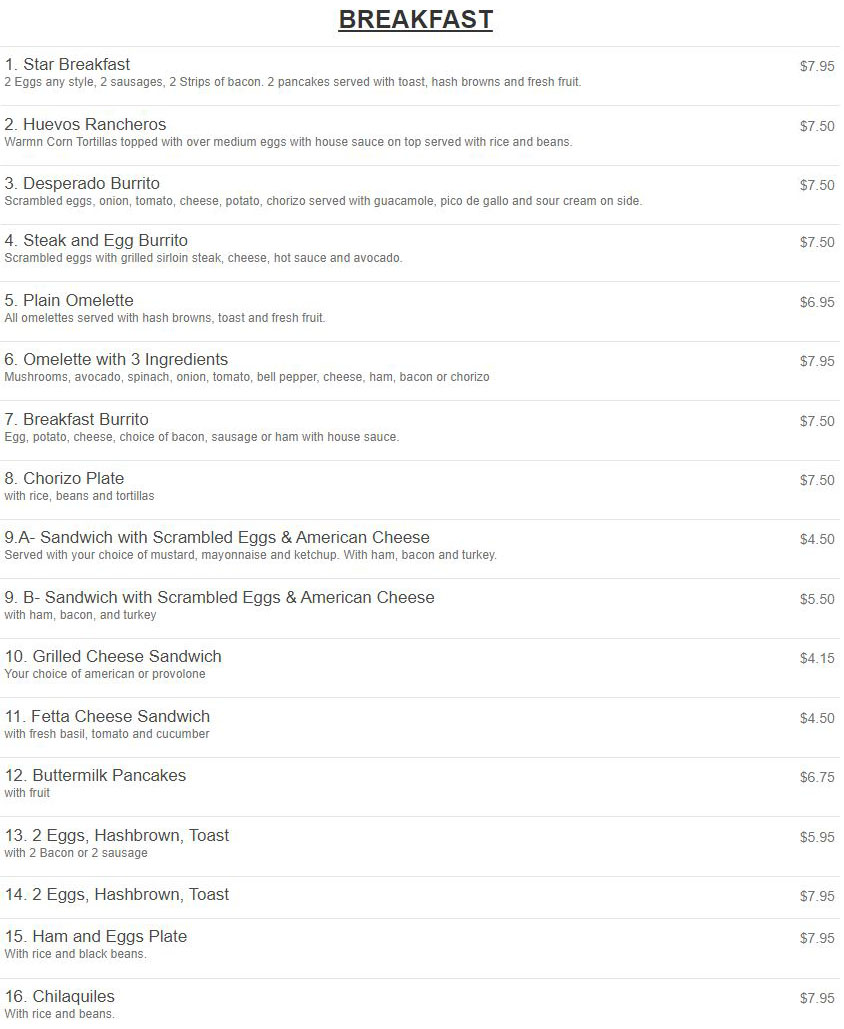 BREAKFAST
1. Star Breakfast $7.95
2 Eggs any style, 2 sausages, 2 Strips of bacon. 2 pancakes served with toast, hash browns and fresh fruit.
2. Huevos Rancheros $7.50
Warmn Corn Tortillas topped with over medium eggs with house sauce on top served with rice and beans.
3. Desperado Burrito $7.50
Scrambled eggs, onion, tomato, cheese, potato, chorizo served with guacamole, pico de gallo and sour cream on side.
4. Steak and Egg Burrito $7.50
Scrambled eggs with grilled sirloin steak, cheese, hot sauce and avocado.
5. Plain Omelette $6.95
All omelettes served with hash browns, toast and fresh fruit.
6. Omelette with 3 Ingredients $7.95
Mushrooms, avocado, spinach, onion, tomato, bell pepper, cheese, ham, bacon or chorizo
7. Breakfast Burrito $7.50
Egg, potato, cheese, choice of bacon, sausage or ham with house sauce.
8. Chorizo Plate $7.50
with rice, beans and tortillas
9.A- Sandwich with Scrambled Eggs & American Cheese $4.50
Served with your choice of mustard, mayonnaise and ketchup. With ham, bacon and turkey.
9. B- Sandwich with Scrambled Eggs & American Cheese $5.50
with ham, bacon, and turkey
10. Grilled Cheese Sandwich $4.15
Your choice of american or provolone
11. Fetta Cheese Sandwich $4.50
with fresh basil, tomato and cucumber
12. Buttermilk Pancakes $6.75
with fruit
13. 2 Eggs, Hashbrown, Toast $5.95
with 2 Bacon or 2 sausage
14. 2 Eggs, Hashbrown, Toast $7.95
15. Ham and Eggs Plate $7.95
With rice and black beans.
16. Chilaquiles $7.95
With rice and beans.